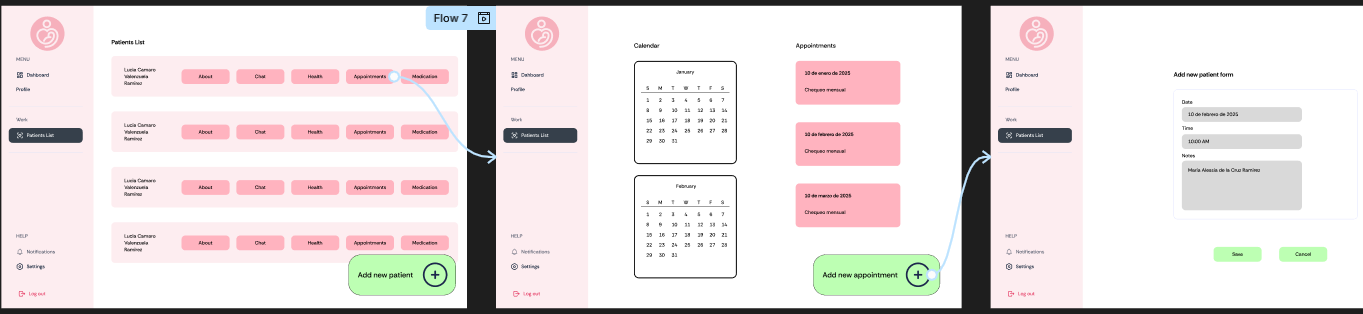 Flow 7
MENU
Dahboard
Profile
Work
Patients List
HELP
Notifications
Settings
Log out
Patients List
Lucia Camaro
Valenzuela
Ramirez
About
Chat
Health
Appointments
Medication
Lucia Camaro
Valenzuela
Ramirez
About
Chat
Health
Appointments
Medication
Lucia Camaro
Valenzuela
Ramirez
About
Chat
Health
Appointments
Medication
Lucia Camaro
Valenzuela
Ramirez
About
Chat
Health
Appointments
Medication
Add new patient
MENU
Dahboard
Profile
Work
Patients List
HELP
Notifications
Settings
Log out
Calendar
January
S M T W T F S
1 2 3 4 5 6 7
8 9 10 11 12 13 14
15 16 17 18 19 20 21
22 23 24 25 26 27 28
29 30 31
February
S M T W T F S
1 2 3 4 5 6 7
8 9 10 11 12 13 14
15 16 17 18 19 20 21
22 23 24 25 26 27 28
29 30 31
Appointments
10 de enero de 2025
Chequeo mensual
10 de febrero de 2025
Chequeo mensual
10 de marzo de 2025
Chequeo mensual
Add new appointment
MENU
Dahboard
Profile
Work
Patients List
HELP
Notifications
Settings
Log out
Add new patient form
Date
10 de febrero de 2025
Time
10:00 AM
Notes
María Alessia de la Cruz Ramirez
Save
Cancel